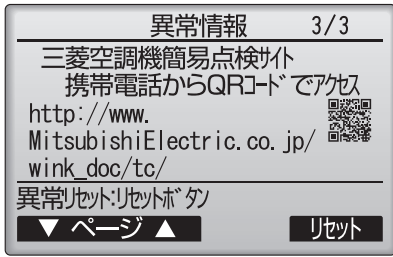 異常情報 3/3
三菱空調機簡易点検ｻｲﾄ
携帯電話からQRｺｰﾄﾞでｱｸｾｽ
http://www.
MitsubishiElectric.co.jp/
wink_doc/tc/
異常ﾘｾｯﾄ:ﾘｾｯﾄﾎﾞﾀﾝ
▼ ページ ▲ ﾘｾｯﾄ